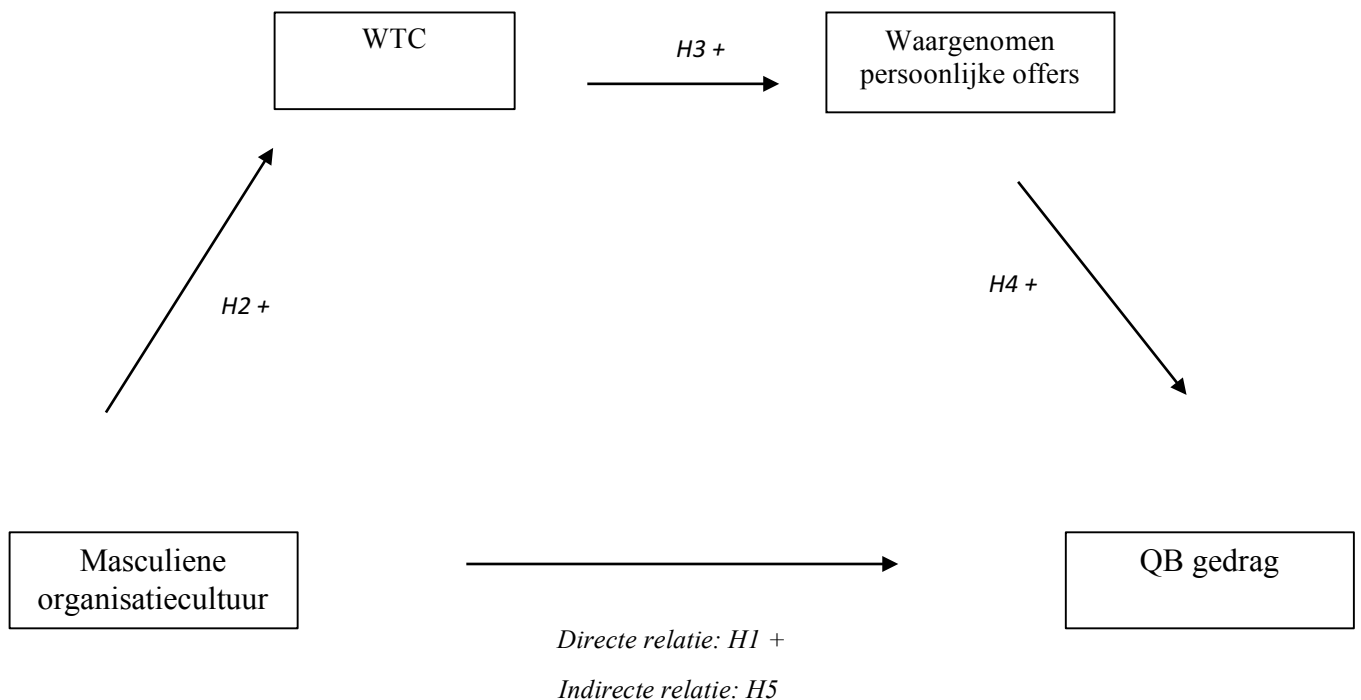 WTC
H3 +
Waargenomen
persoonlijke offers
H2 +
H4 +
Masculiene
organisatiecultuur
QB gedrag
Directe relatie: H1 +
Indirecte relatie: H5